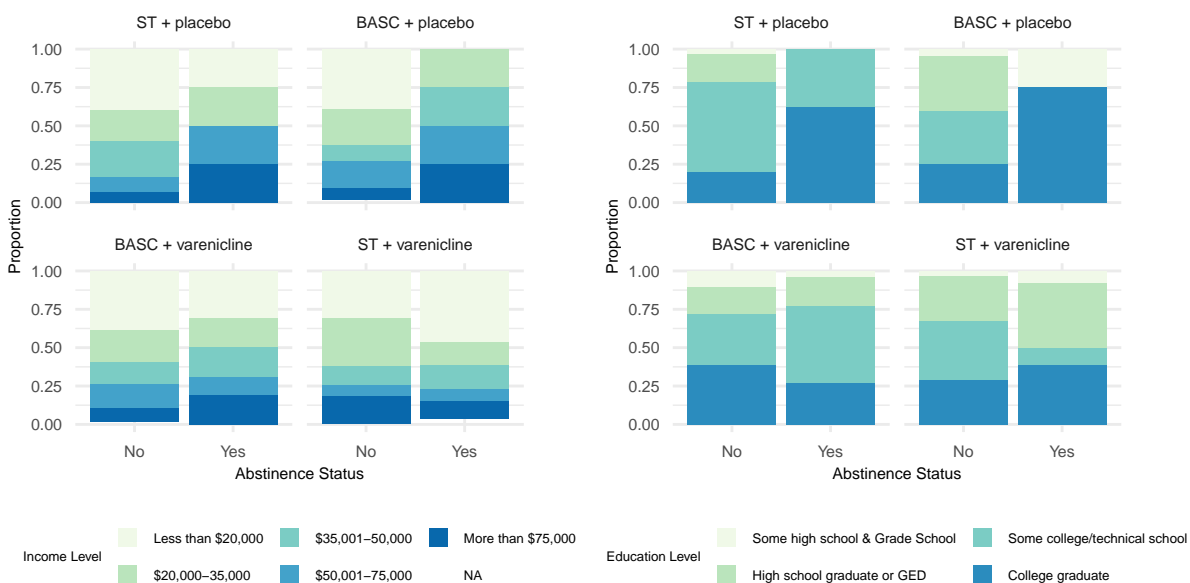 ST + placebo
BASC + placebo
1.00
0.75
0.50
0.25
0.00
BASC + varenicline
ST + varenicline
1.00
0.75
0.50
0.25
0.00
No
Yes
No
Yes
Proportion
Abstinence Status
Income Level
Less than $20,000
$35,001–50,000
More than $75,000
$20,000–35,000
$50,001–75,000
NA
ST + placebo
BASC + placebo
1.00
0.75
0.50
0.25
0.00
BASC + varenicline
ST + varenicline
1.00
0.75
0.50
0.25
0.00
No
Yes
No
Yes
Proportion
Abstinence Status
Education Level
Some high school & Grade School
Some college/technical school
High school graduate or GED
College graduate